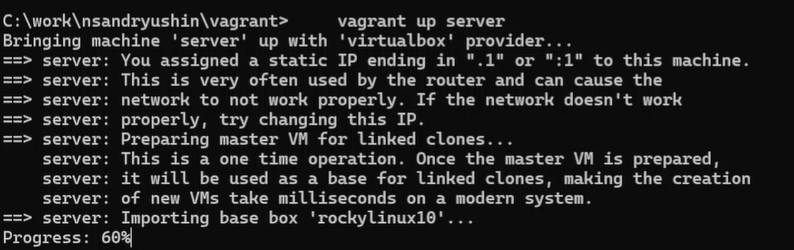 C:\work\nsandryushin\vagrant>     vagrant up server
Bringing machine 'server' up with 'virtualbox' provider...
==> server: You assigned a static IP ending in ".1" or ":1" to this machine.
==> server: This is very often used by the router and can cause the
==> server: network to not work properly. If the network doesn't work
==> server: properly, try changing this IP.
==> server: Preparing master VM for linked clones...
    server: This is a one time operation. Once the master VM is prepared,
    server: it will be used as a base for linked clones, making the creation
    server: of new VMs take milliseconds on a modern system.
==> server: Importing base box 'rockylinux10'...
Progress: 60%